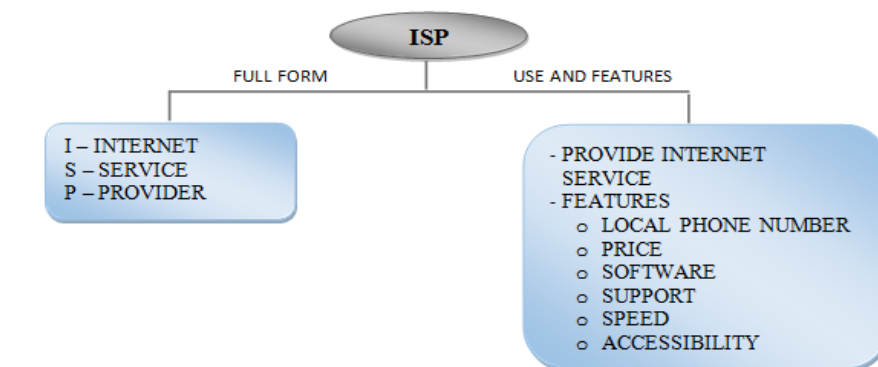 ISP
FULL FORM
USE AND FEATURES
I – INTERNET
S – SERVICE
P – PROVIDER
- PROVIDE INTERNET
SERVICE
- FEATURES
o LOCAL PHONE NUMBER
o PRICE
o SOFTWARE
o SUPPORT
o SPEED
o ACCESSIBILITY